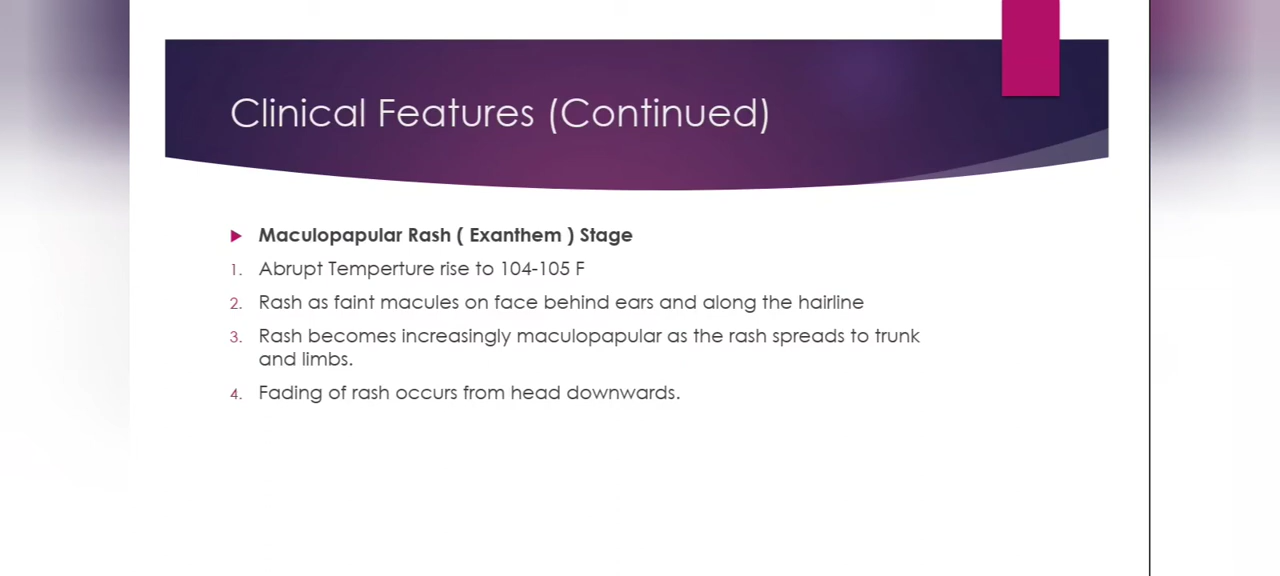 Clinical Features (Continued)
Maculopapular Rash ( Exanthem ) Stage
1. Abrupt Temperture rise to 104-105 F
2. Rash as faint macules on face behind ears and along the hairline
3. Rash becomes increasingly maculopapular as the rash spreads to trunk
and limbs.
4. Fading of rash occurs from head downwards.